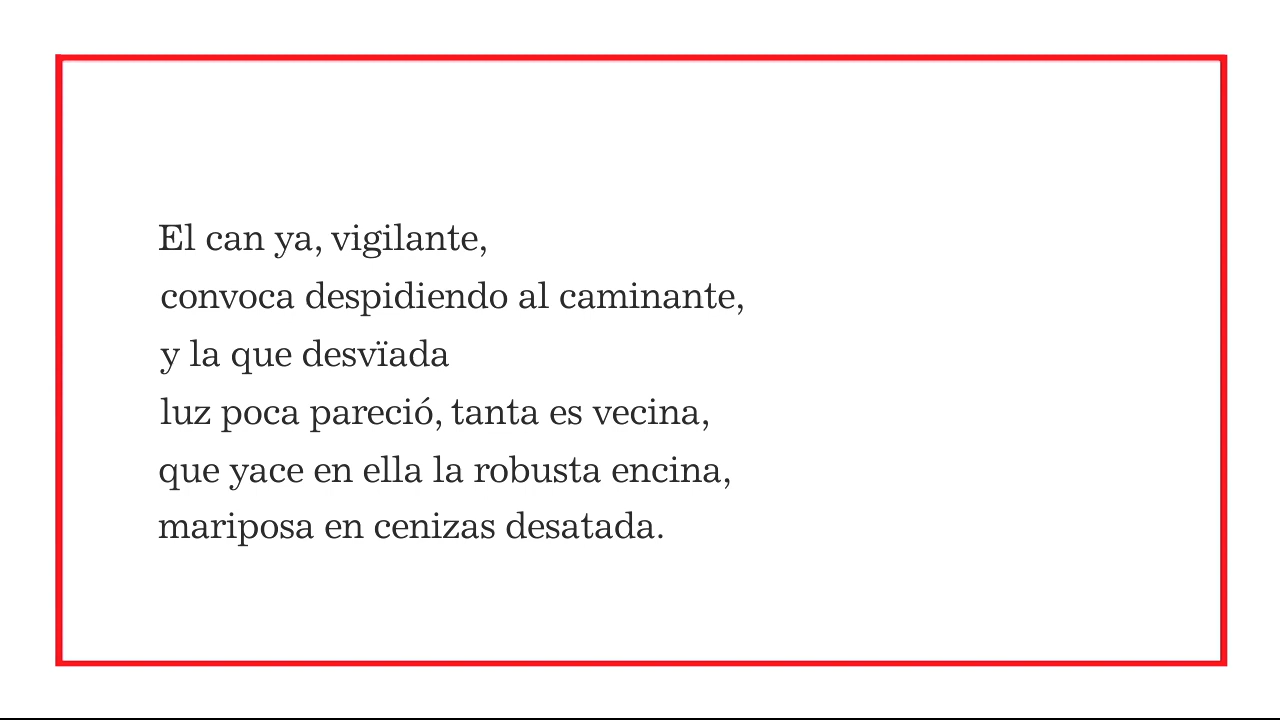 El can ya, vigilante,
convoca despidiendo al caminante,
y la que desvïada
luz poca pareció, tanta es vecina,
que yace en ella la robusta encina,
mariposa en cenizas desatada.